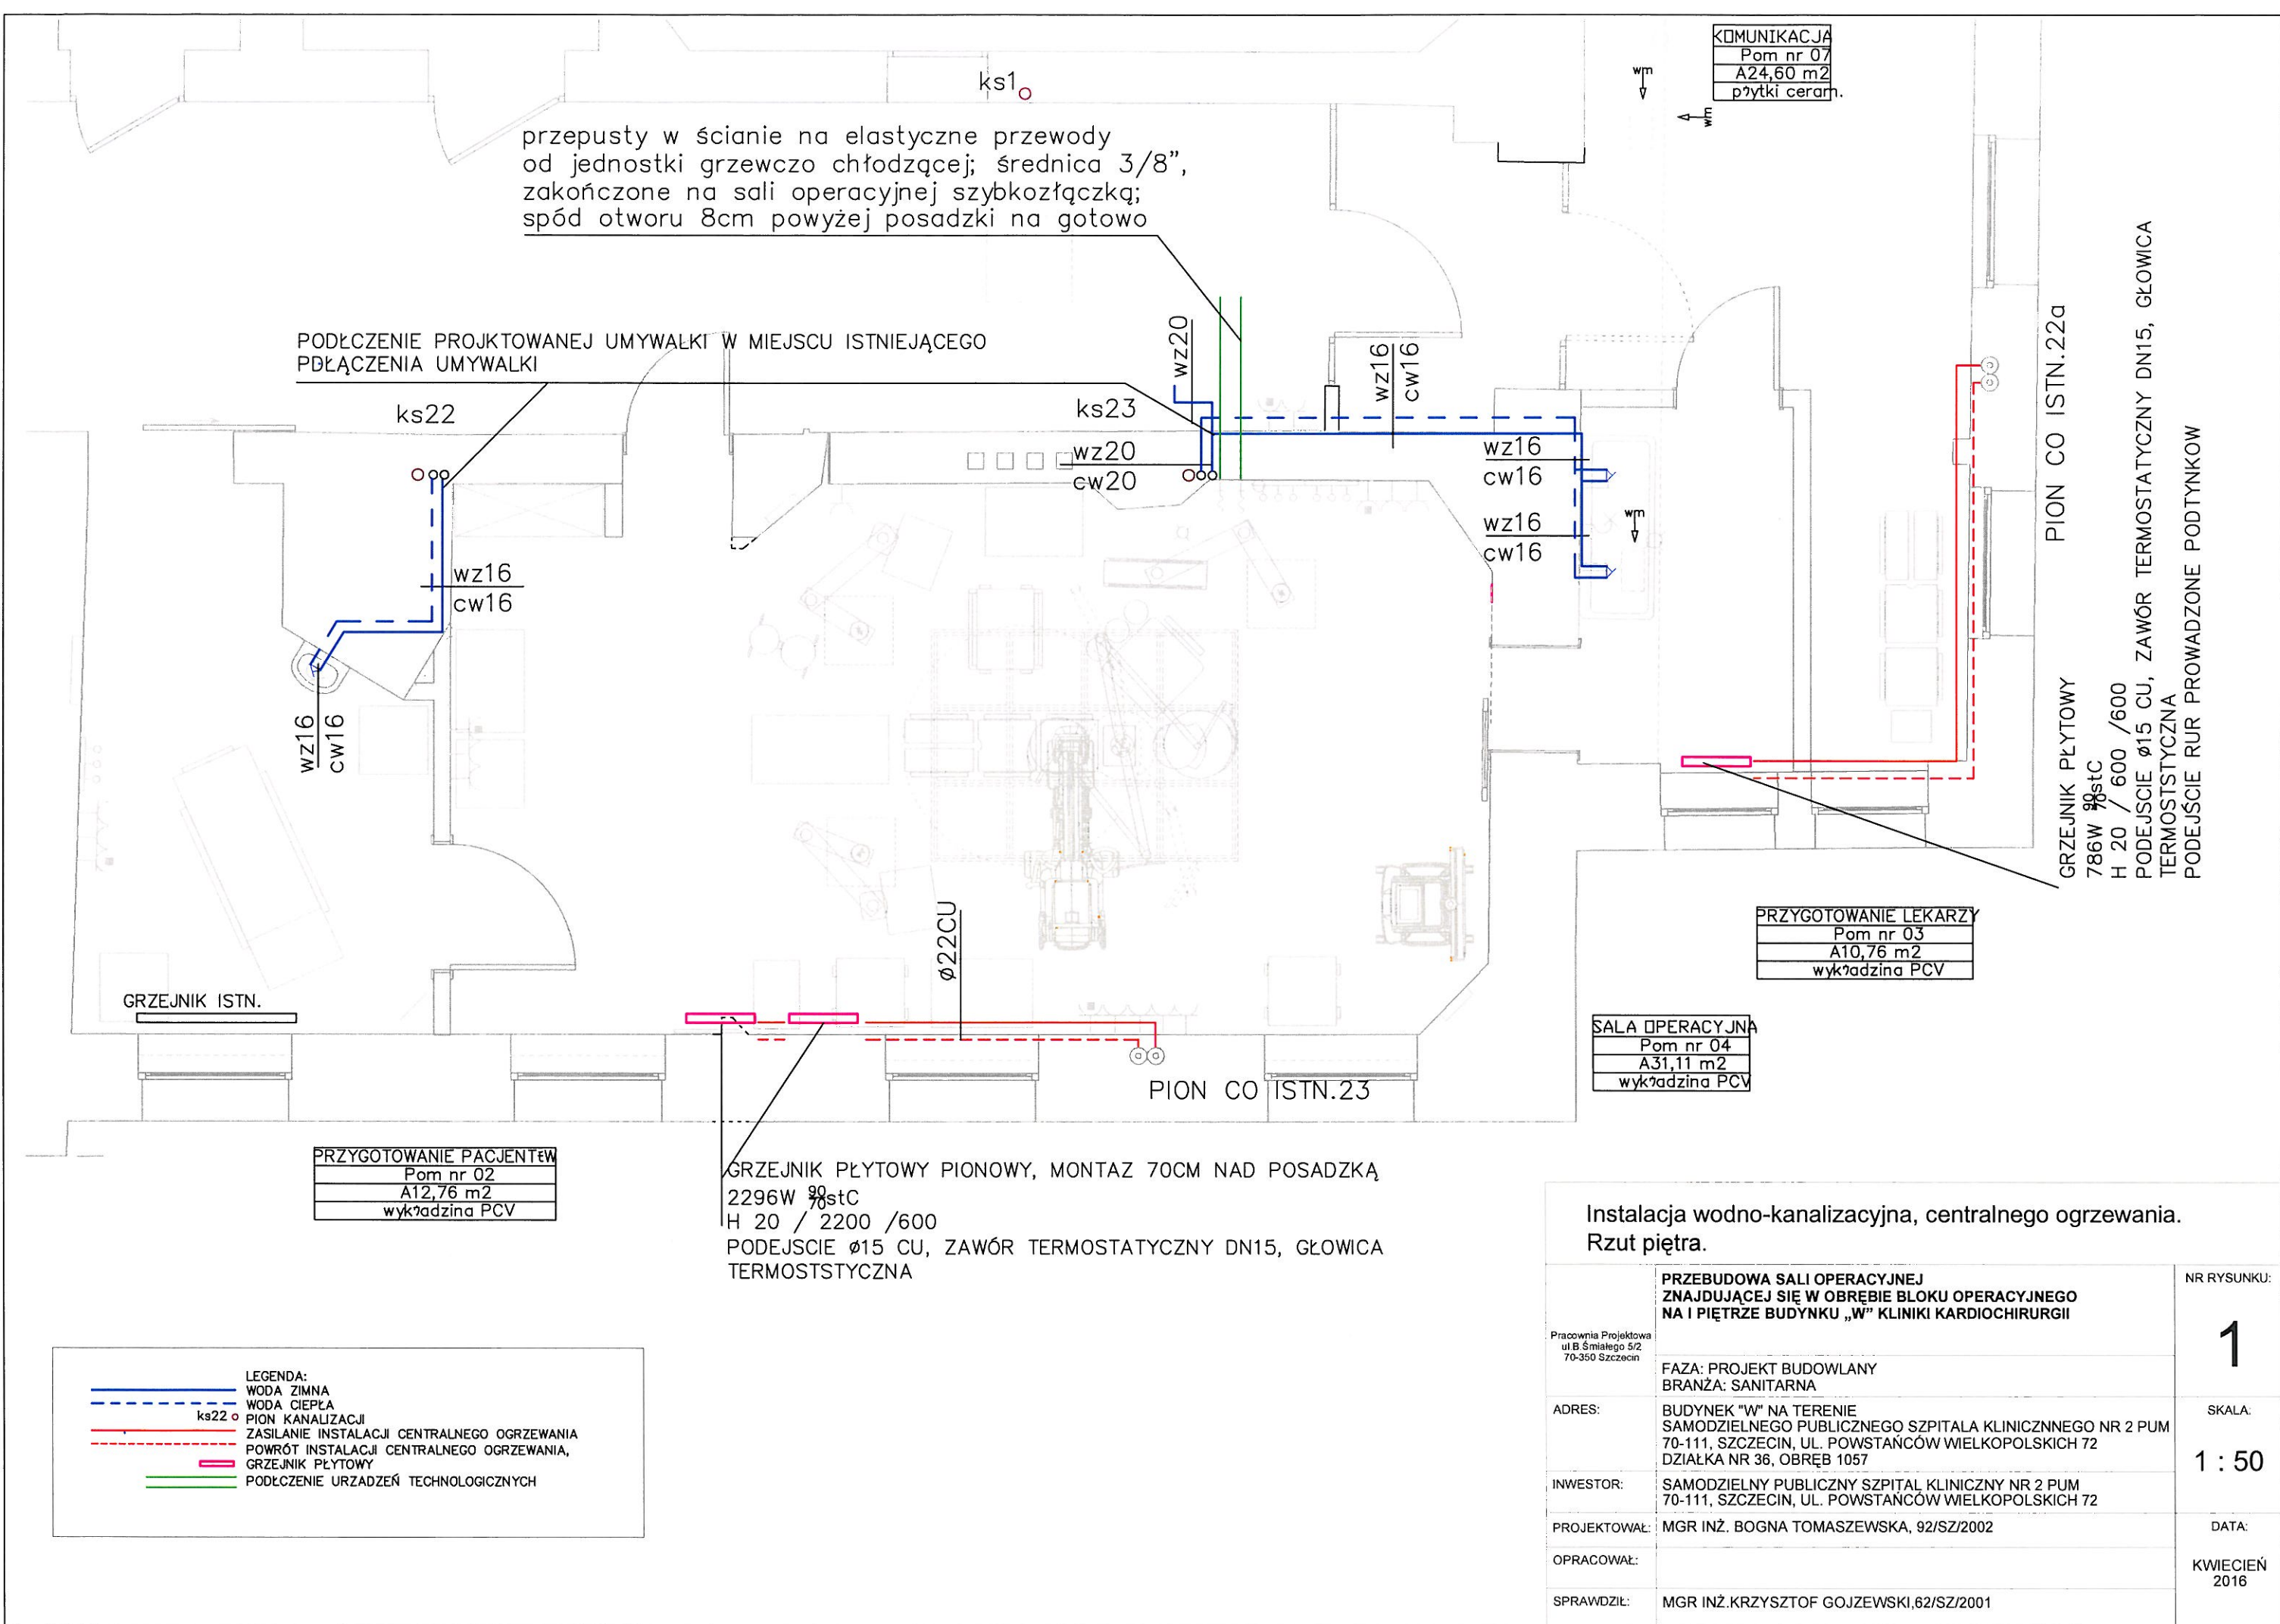 KOMUNIKACJA
Pom nr 07
A24,60 m2
płytki ceram.
wm
wm
ks1
przepusty w ścianie na elastyczne przewody
od jednostki grzewczo chłodzącej; średnica 3/8",
zakończone na sali operacyjnej szybkozłączką;
spód otworu 8cm powyżej posadzki na gotowo
PODŁCZENIE PROJKTOWANEJ UMYWALKI W MIEJSCU ISTNIEJĄCEGO
PDŁĄCZENIA UMYWALKI
ks22
ks23
wz20
wz16
cw16
wz20
cw20
wz16
cw16
wz16
cw16
wm
wz16
cw16
wz16
cw16
PION CO ISTN.22a
GRZEJNIK PŁYTOWY
786W 90/70stC
H 20 / 600 /600
PODEJSCIE ø15 CU, ZAWÓR TERMOSTATYCZNY DN15, GŁOWICA
TERMOSTSTYCZNA
PODEJŚCIE RUR PROWADZONE PODTYNKOW
ø22CU
GRZEJNIK ISTN.
PION CO ISTN.23
PRZYGOTOWANIE LEKARZY
Pom nr 03
A10,76 m2
wykładzina PCV
SALA OPERACYJNA
Pom nr 04
A31,11 m2
wykładzina PCV
PRZYGOTOWANIE PACJENTŧW
Pom nr 02
A12,76 m2
wykładzina PCV
GRZEJNIK PŁYTOWY PIONOWY, MONTAZ 70CM NAD POSADZKĄ
2296W 90/70stC
H 20 / 2200 /600
PODEJSCIE ø15 CU, ZAWÓR TERMOSTATYCZNY DN15, GŁOWICA
TERMOSTSTYCZNA
LEGENDA:
WODA ZIMNA
WODA CIEPŁA
ks22 PION KANALIZACJI
ZASILANIE INSTALACJI CENTRALNEGO OGRZEWANIA
POWRÓT INSTALACJI CENTRALNEGO OGRZEWANIA,
GRZEJNIK PŁYTOWY
PODŁCZENIE URZADZEŃ TECHNOLOGICZNYCH
Instalacja wodno-kanalizacyjna, centralnego ogrzewania.
Rzut piętra.
Pracownia Projektowa
ul.B.Śmiałego 5/2
70-350 Szczecin
PRZEBUDOWA SALI OPERACYJNEJ
ZNAJDUJĄCEJ SIĘ W OBRĘBIE BLOKU OPERACYJNEGO
NA I PIĘTRZE BUDYNKU „W” KLINIKI KARDIOCHIRURGII
FAZA: PROJEKT BUDOWLANY
BRANŻA: SANITARNA
NR RYSUNKU:
1
ADRES:
BUDYNEK "W" NA TERENIE
SAMODZIELNEGO PUBLICZNEGO SZPITALA KLINICZNNEGO NR 2 PUM
70-111, SZCZECIN, UL. POWSTAŃCÓW WIELKOPOLSKICH 72
DZIAŁKA NR 36, OBRĘB 1057
SKALA:
1 : 50
INWESTOR:
SAMODZIELNY PUBLICZNY SZPITAL KLINICZNY NR 2 PUM
70-111, SZCZECIN, UL. POWSTAŃCÓW WIELKOPOLSKICH 72
PROJEKTOWAŁ: MGR INŻ. BOGNA TOMASZEWSKA, 92/SZ/2002
DATA:
KWIECIEŃ
2016
OPRACOWAŁ:
SPRAWDZIŁ: MGR INŻ.KRZYSZTOF GOJZEWSKI,62/SZ/2001